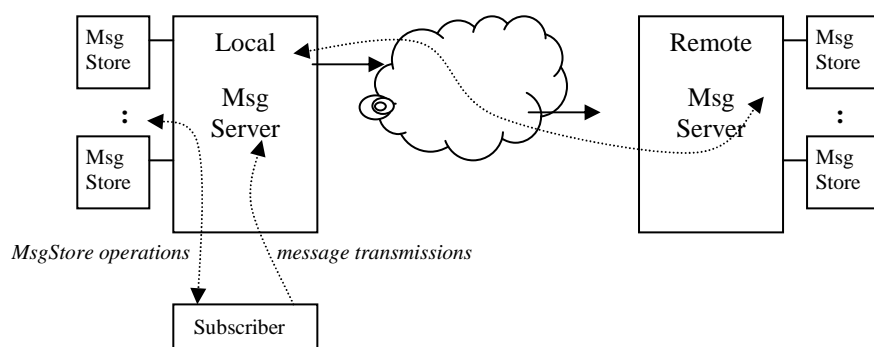 Msg
Store
Local
Remote
Msg
Store
:
Msg
Server
Msg
Server
:
Msg
Store
Msg
Store
MsgStore operations
message transmissions
Subscriber